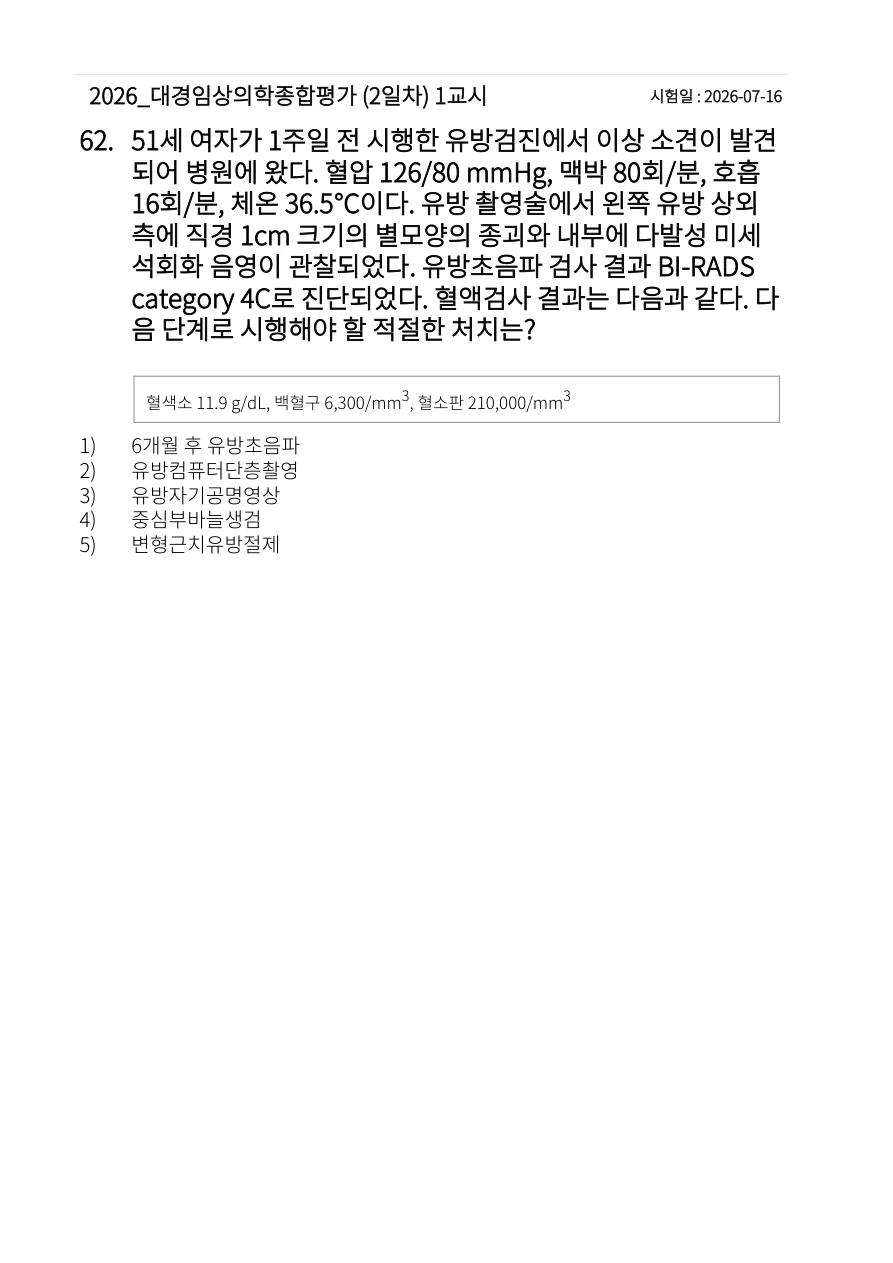 2026_대경임상의학종합평가 (2일차) 1교시
시험일 : 2026-07-16
62. 51세 여자가 1주일 전 시행한 유방검진에서 이상 소견이 발견
되어 병원에 왔다. 혈압 126/80 mmHg, 맥박 80회/분, 호흡
16회/분, 체온 36.5℃이다. 유방 촬영술에서 왼쪽 유방 상외
측에 직경 1cm 크기의 별모양의 종괴와 내부에 다발성 미세
석회화 음영이 관찰되었다. 유방초음파 검사 결과 BI-RADS
category 4C로 진단되었다. 혈액검사 결과는 다음과 같다. 다
음 단계로 시행해야 할 적절한 처치는?
혈색소 11.9 g/dL, 백혈구 6,300/mm³, 혈소판 210,000/mm³
1) 6개월 후 유방초음파
2) 유방컴퓨터단층촬영
3) 유방자기공명영상
4) 중심부바늘생검
5) 변형근치유방절제